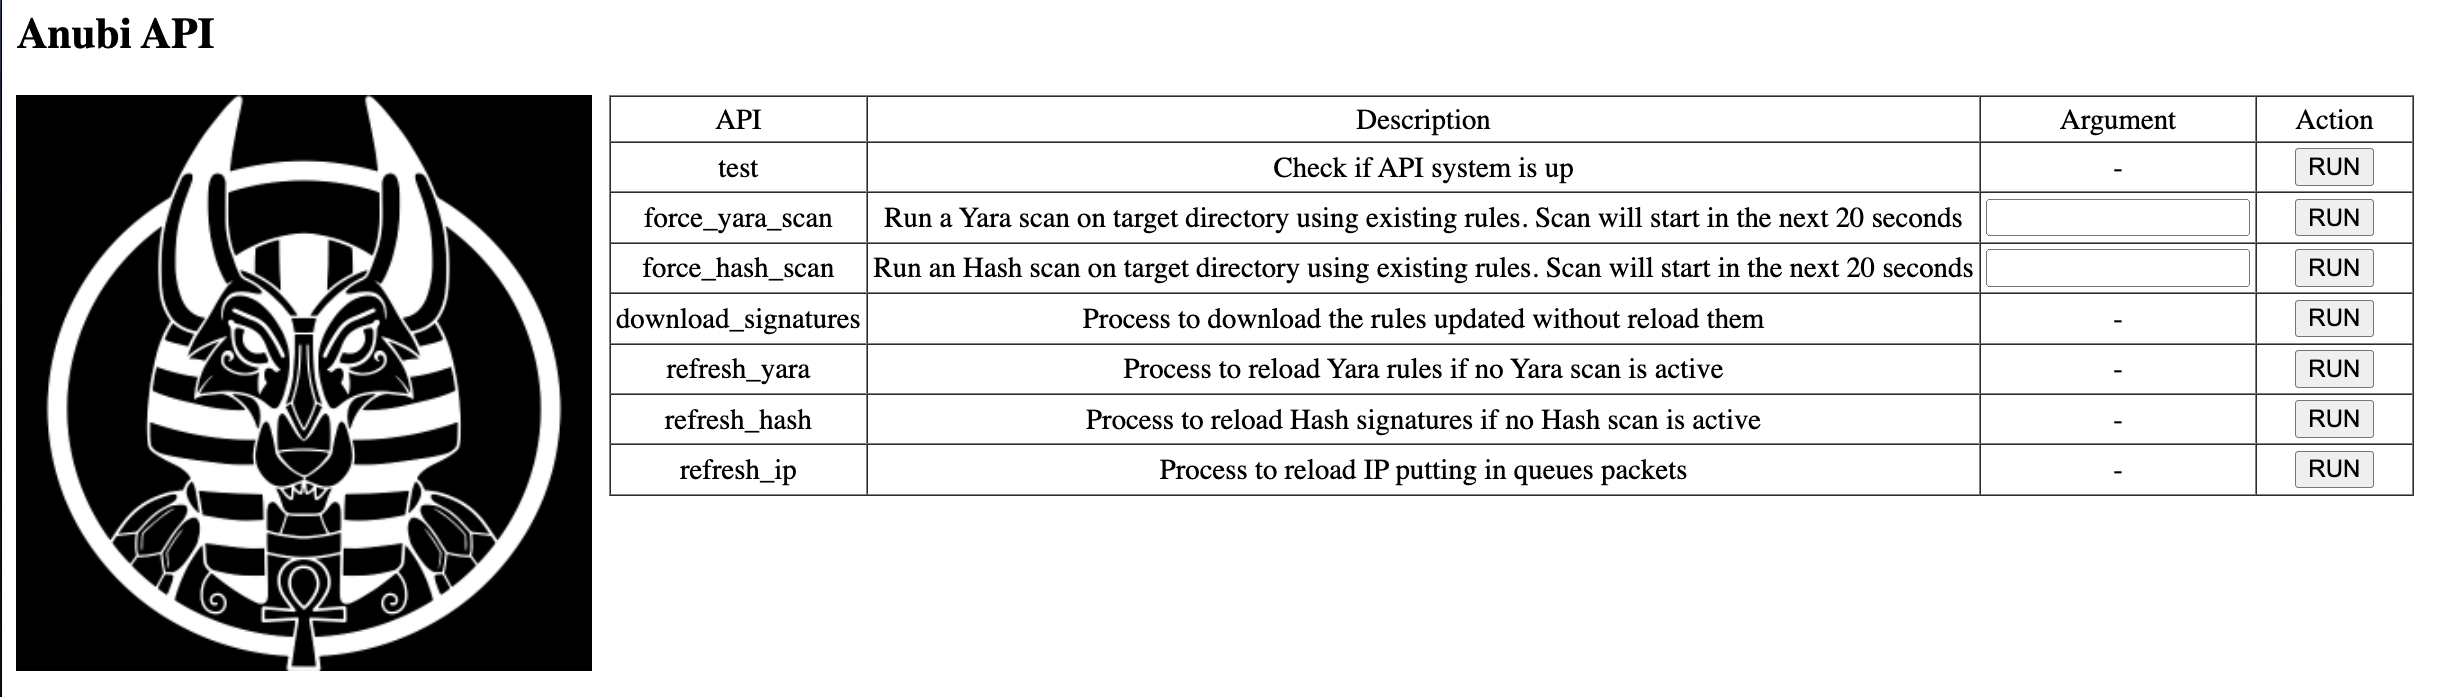 Anubi API
API Description Argument Action
test Check if API system is up - RUN
force_yara_scan Run a Yara scan on target directory using existing rules. Scan will start in the next 20 seconds RUN
force_hash_scan Run an Hash scan on target directory using existing rules. Scan will start in the next 20 seconds RUN
download_signatures Process to download the rules updated without reload them - RUN
refresh_yara Process to reload Yara rules if no Yara scan is active - RUN
refresh_hash Process to reload Hash signatures if no Hash scan is active - RUN
refresh_ip Process to reload IP putting in queues packets - RUN